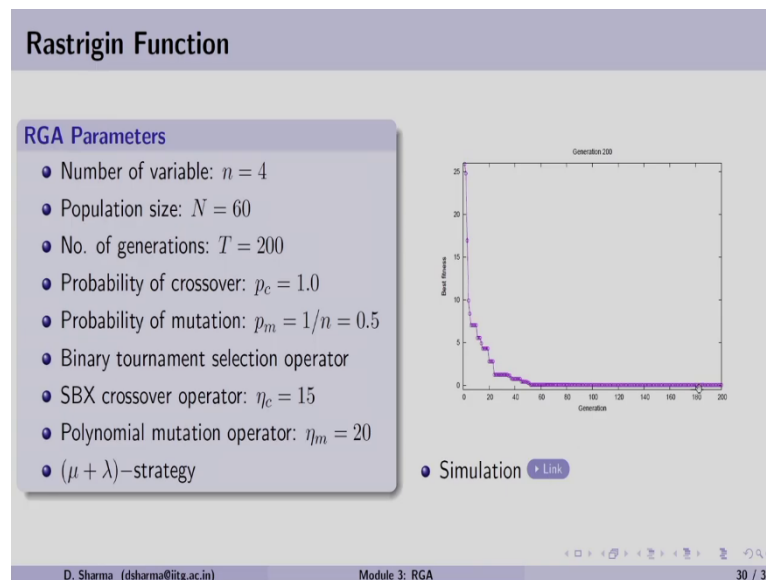 Rastrigin Function
RGA Parameters
Number of variable: n = 4
Population size: N = 60
No. of generations: T = 200
Probability of crossover: p_c = 1.0
Probability of mutation: p_m = 1/n = 0.5
Binary tournament selection operator
SBX crossover operator: η_c = 15
Polynomial mutation operator: η_m = 20
(μ + λ)−strategy
Generation 200
Best fitness
25
20
15
10
5
0
0 20 40 60 80 100 120 140 160 180 200
Generation
Simulation Link
D. Sharma (dsharma@iitg.ac.in) Module 3: RGA 30 / 3